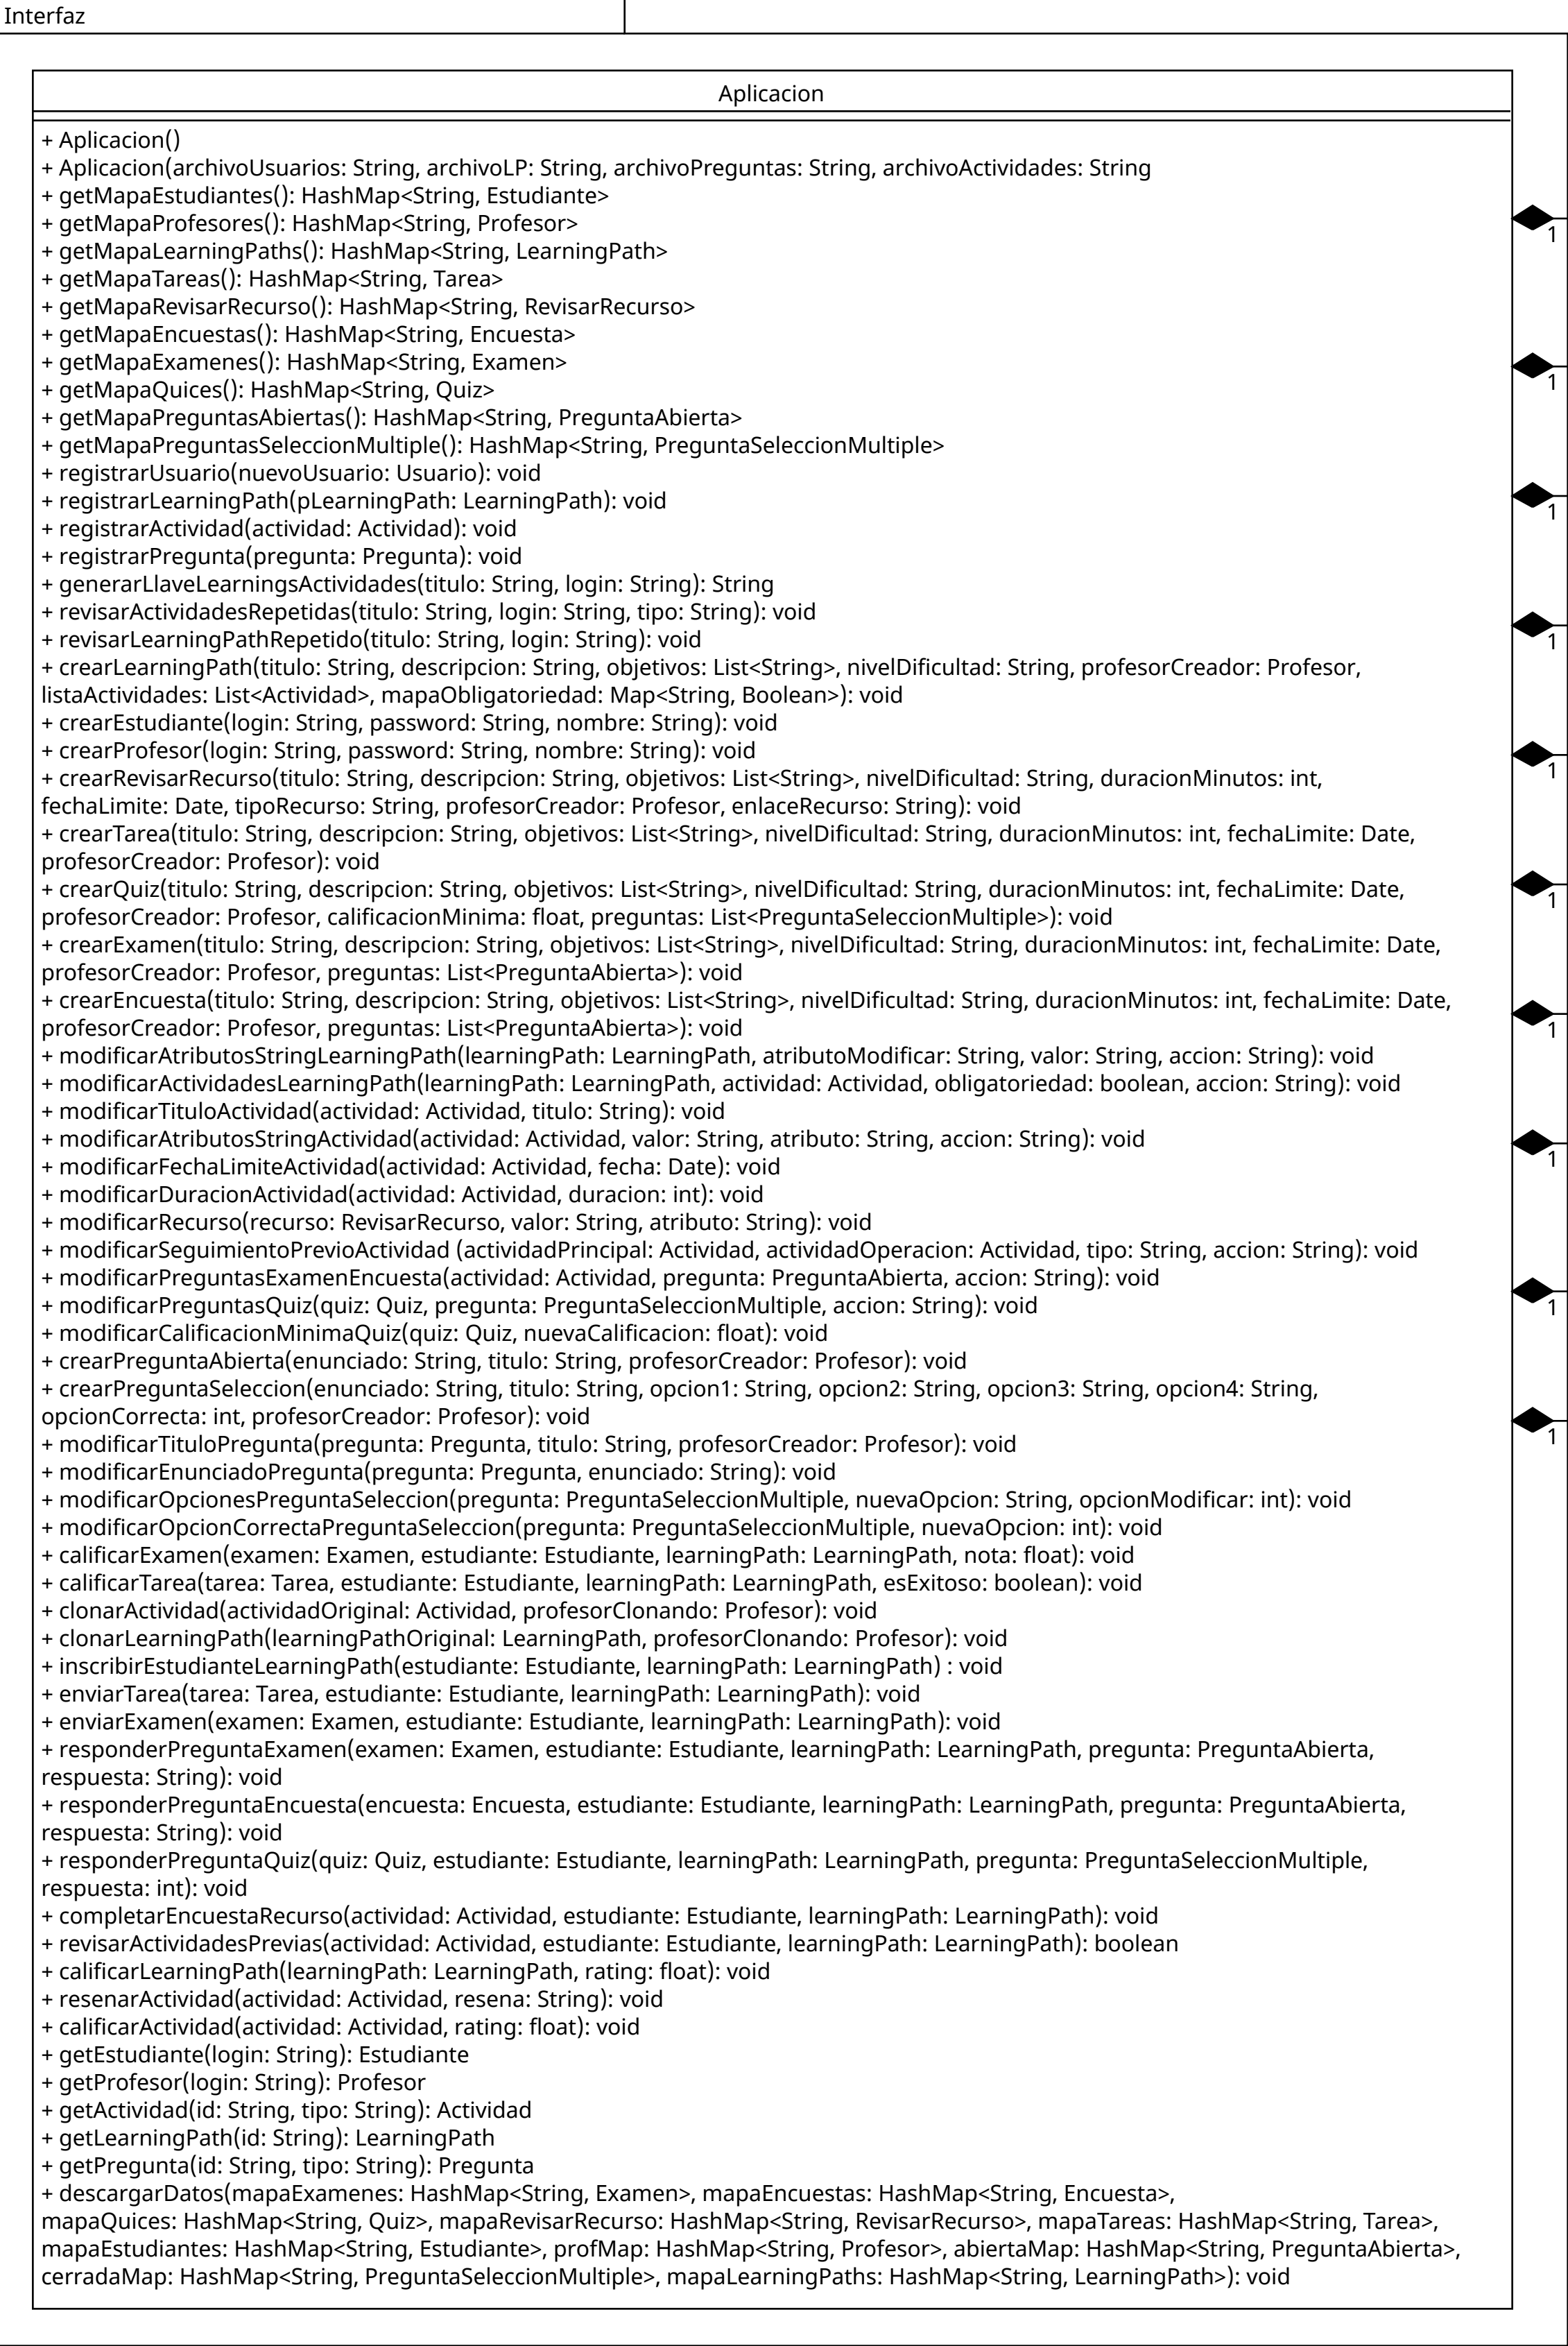 Interfaz
Aplicacion
+ Aplicacion()
+ Aplicacion(archivoUsuarios: String, archivoLP: String, archivoPreguntas: String, archivoActividades: String
+ getMapaEstudiantes(): HashMap<String, Estudiante>
+ getMapaProfesores(): HashMap<String, Profesor>
1
+ getMapaLearningPaths(): HashMap<String, LearningPath>
+ getMapaTareas(): HashMap<String, Tarea>
+ getMapaRevisarRecurso(): HashMap<String, RevisarRecurso>
+ getMapaEncuestas(): HashMap<String, Encuesta>
+ getMapaExamenes(): HashMap<String, Examen>
1
+ getMapaQuices(): HashMap<String, Quiz>
+ getMapaPreguntasAbiertas(): HashMap<String, PreguntaAbierta>
+ getMapaPreguntasSeleccionMultiple(): HashMap<String, PreguntaSeleccionMultiple>
+ registrarUsuario(nuevoUsuario: Usuario): void
+ registrarLearningPath(pLearningPath: LearningPath): void
1
+ registrarActividad(actividad: Actividad): void
+ registrarPregunta(pregunta: Pregunta): void
+ generarLlaveLearningsActividades(titulo: String, login: String): String
+ revisarActividadesRepetidas(titulo: String, login: String, tipo: String): void
+ revisarLearningPathRepetido(titulo: String, login: String): void
1
+ crearLearningPath(titulo: String, descripcion: String, objetivos: List<String>, nivelDificultad: String, profesorCreador: Profesor,
listaActividades: List<Actividad>, mapaObligatoriedad: Map<String, Boolean>): void
+ crearEstudiante(login: String, password: String, nombre: String): void
+ crearProfesor(login: String, password: String, nombre: String): void
1
+ crearRevisarRecurso(titulo: String, descripcion: String, objetivos: List<String>, nivelDificultad: String, duracionMinutos: int,
fechaLimite: Date, tipoRecurso: String, profesorCreador: Profesor, enlaceRecurso: String): void
+ crearTarea(titulo: String, descripcion: String, objetivos: List<String>, nivelDificultad: String, duracionMinutos: int, fechaLimite: Date,
profesorCreador: Profesor): void
+ crearQuiz(titulo: String, descripcion: String, objetivos: List<String>, nivelDificultad: String, duracionMinutos: int, fechaLimite: Date,
1
profesorCreador: Profesor, calificacionMinima: float, preguntas: List<PreguntaSeleccionMultiple>): void
+ crearExamen(titulo: String, descripcion: String, objetivos: List<String>, nivelDificultad: String, duracionMinutos: int, fechaLimite: Date,
profesorCreador: Profesor, preguntas: List<PreguntaAbierta>): void
+ crearEncuesta(titulo: String, descripcion: String, objetivos: List<String>, nivelDificultad: String, duracionMinutos: int, fechaLimite: Date,
profesorCreador: Profesor, preguntas: List<PreguntaAbierta>): void
1
+ modificarAtributosStringLearningPath(learningPath: LearningPath, atributoModificar: String, valor: String, accion: String): void
+ modificarActividadesLearningPath(learningPath: LearningPath, actividad: Actividad, obligatoriedad: boolean, accion: String): void
+ modificarTituloActividad(actividad: Actividad, titulo: String): void
+ modificarAtributosStringActividad(actividad: Actividad, valor: String, atributo: String, accion: String): void
1
+ modificarFechaLimiteActividad(actividad: Actividad, fecha: Date): void
+ modificarDuracionActividad(actividad: Actividad, duracion: int): void
+ modificarRecurso(recurso: RevisarRecurso, valor: String, atributo: String): void
+ modificarSeguimientoPrevioActividad (actividadPrincipal: Actividad, actividadOperacion: Actividad, tipo: String, accion: String): void
+ modificarPreguntasExamenEncuesta(actividad: Actividad, pregunta: PreguntaAbierta, accion: String): void
+ modificarPreguntasQuiz(quiz: Quiz, pregunta: PreguntaSeleccionMultiple, accion: String): void
1
+ modificarCalificacionMinimaQuiz(quiz: Quiz, nuevaCalificacion: float): void
+ crearPreguntaAbierta(enunciado: String, titulo: String, profesorCreador: Profesor): void
+ crearPreguntaSeleccion(enunciado: String, titulo: String, opcion1: String, opcion2: String, opcion3: String, opcion4: String,
opcionCorrecta: int, profesorCreador: Profesor): void
1
+ modificarTituloPregunta(pregunta: Pregunta, titulo: String, profesorCreador: Profesor): void
+ modificarEnunciadoPregunta(pregunta: Pregunta, enunciado: String): void
+ modificarOpcionesPreguntaSeleccion(pregunta: PreguntaSeleccionMultiple, nuevaOpcion: String, opcionModificar: int): void
+ modificarOpcionCorrectaPreguntaSeleccion(pregunta: PreguntaSeleccionMultiple, nuevaOpcion: int): void
+ calificarExamen(examen: Examen, estudiante: Estudiante, learningPath: LearningPath, nota: float): void
+ calificarTarea(tarea: Tarea, estudiante: Estudiante, learningPath: LearningPath, esExitoso: boolean): void
+ clonarActividad(actividadOriginal: Actividad, profesorClonando: Profesor): void
+ clonarLearningPath(learningPathOriginal: LearningPath, profesorClonando: Profesor): void
+ inscribirEstudianteLearningPath(estudiante: Estudiante, learningPath: LearningPath) : void
+ enviarTarea(tarea: Tarea, estudiante: Estudiante, learningPath: LearningPath): void
+ enviarExamen(examen: Examen, estudiante: Estudiante, learningPath: LearningPath): void
+ responderPreguntaExamen(examen: Examen, estudiante: Estudiante, learningPath: LearningPath, pregunta: PreguntaAbierta,
respuesta: String): void
+ responderPreguntaEncuesta(encuesta: Encuesta, estudiante: Estudiante, learningPath: LearningPath, pregunta: PreguntaAbierta,
respuesta: String): void
+ responderPreguntaQuiz(quiz: Quiz, estudiante: Estudiante, learningPath: LearningPath, pregunta: PreguntaSeleccionMultiple,
respuesta: int): void
+ completarEncuestaRecurso(actividad: Actividad, estudiante: Estudiante, learningPath: LearningPath): void
+ revisarActividadesPrevias(actividad: Actividad, estudiante: Estudiante, learningPath: LearningPath): boolean
+ calificarLearningPath(learningPath: LearningPath, rating: float): void
+ resenarActividad(actividad: Actividad, resena: String): void
+ calificarActividad(actividad: Actividad, rating: float): void
+ getEstudiante(login: String): Estudiante
+ getProfesor(login: String): Profesor
+ getActividad(id: String, tipo: String): Actividad
+ getLearningPath(id: String): LearningPath
+ getPregunta(id: String, tipo: String): Pregunta
+ descargarDatos(mapaExamenes: HashMap<String, Examen>, mapaEncuestas: HashMap<String, Encuesta>,
mapaQuices: HashMap<String, Quiz>, mapaRevisarRecurso: HashMap<String, RevisarRecurso>, mapaTareas: HashMap<String, Tarea>,
mapaEstudiantes: HashMap<String, Estudiante>, profMap: HashMap<String, Profesor>, abiertaMap: HashMap<String, PreguntaAbierta>,
cerradaMap: HashMap<String, PreguntaSeleccionMultiple>, mapaLearningPaths: HashMap<String, LearningPath>): void